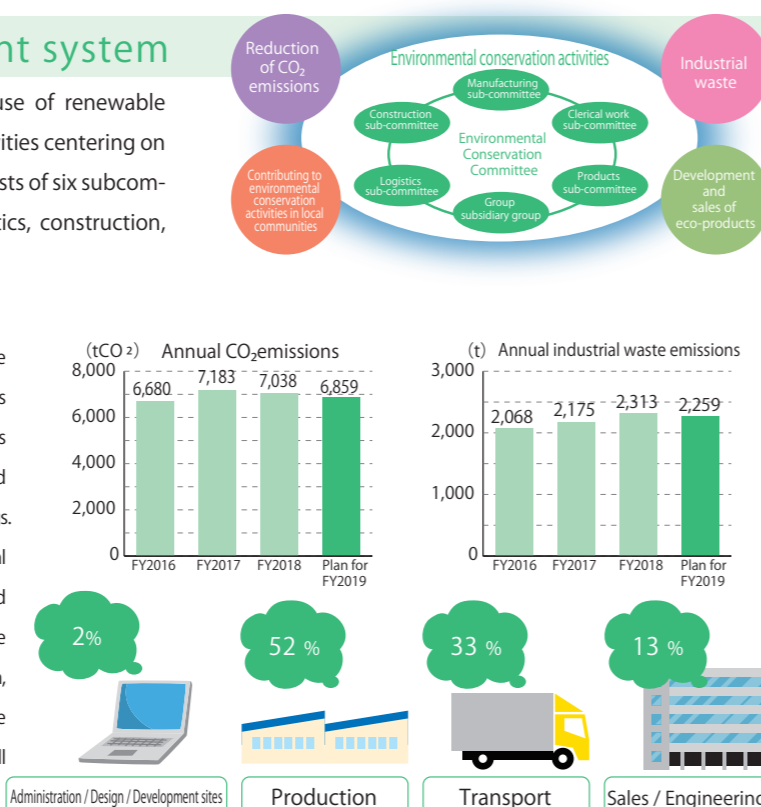 nt system
use of renewable
rities centering on
sts of six subcom-
tics, construction,
Reduction
of CO₂
emissions
Environmental conservation activities
Industrial
waste
Manufacturing
sub-committee
Construction
sub-committee
Clerical work
sub-committee
Environmental
Conservation
Committee
Logistics
sub-committee
Products
sub-committee
Group
subsidiary group
Contributing to
environmental
conservation
activities in local
communities
Development
and
sales of
eco-products
e
s
s
d
s.
al
d
e
,
e
ll
(tCO₂) Annual CO₂emissions
8,000
6,000
4,000
2,000
0
6,680
7,183
7,038
6,859
FY2016
FY2017
FY2018
Plan for
FY2019
(t) Annual industrial waste emissions
3,000
2,000
1,000
0
2,068
2,175
2,313
2,259
FY2016
FY2017
FY2018
Plan for
FY2019
2%
52 %
33 %
13 %
Administration / Design / Development sites
Production
Transport
Sales / Engineering